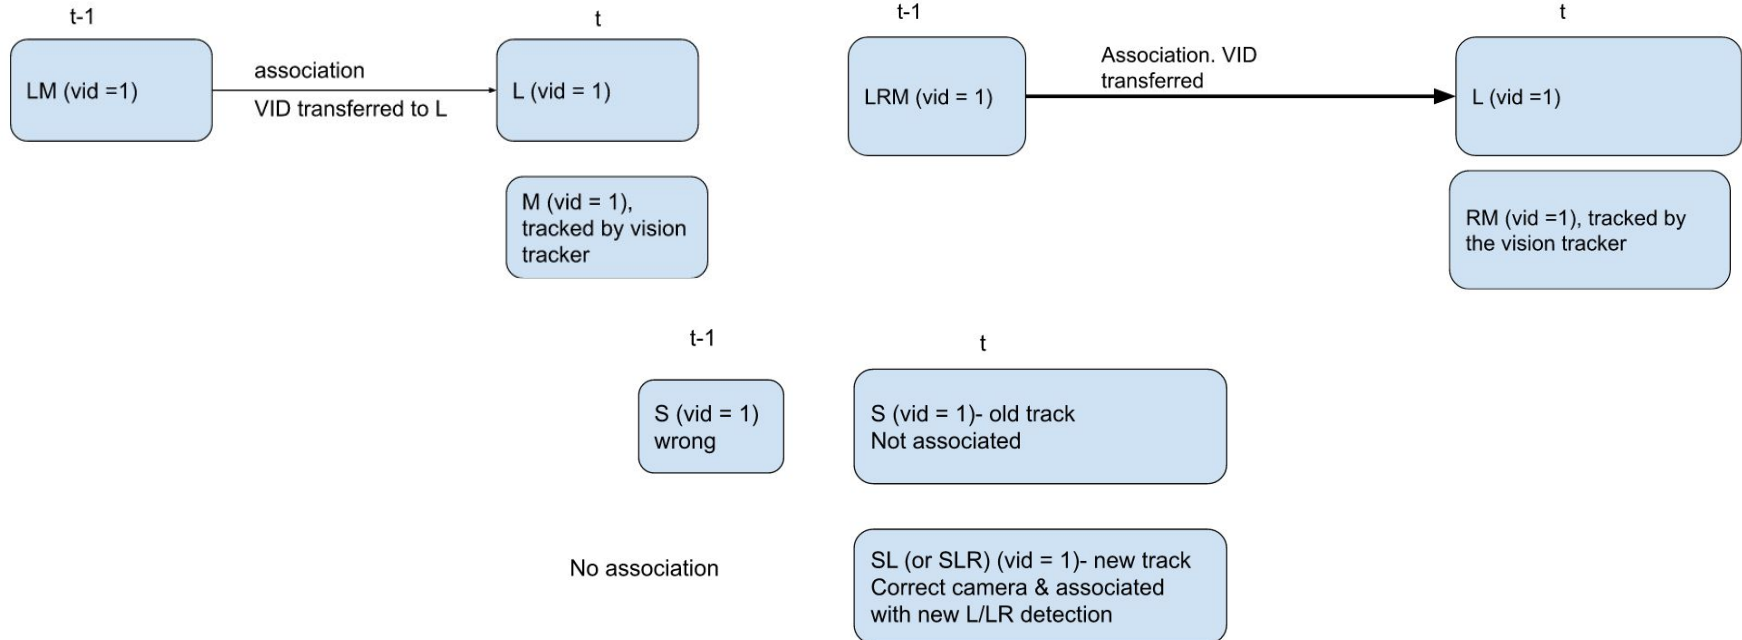 t-1
t
LM (vid =1)
association
VID transferred to L
L (vid = 1)
M (vid = 1),
tracked by vision
tracker
t-1
t
LRM (vid = 1)
Association. VID
transferred
L (vid =1)
RM (vid =1), tracked by
the vision tracker
t-1
t
S (vid = 1)
wrong
S (vid = 1)- old track
Not associated
No association
SL (or SLR) (vid = 1)- new track
Correct camera & associated
with new L/LR detection